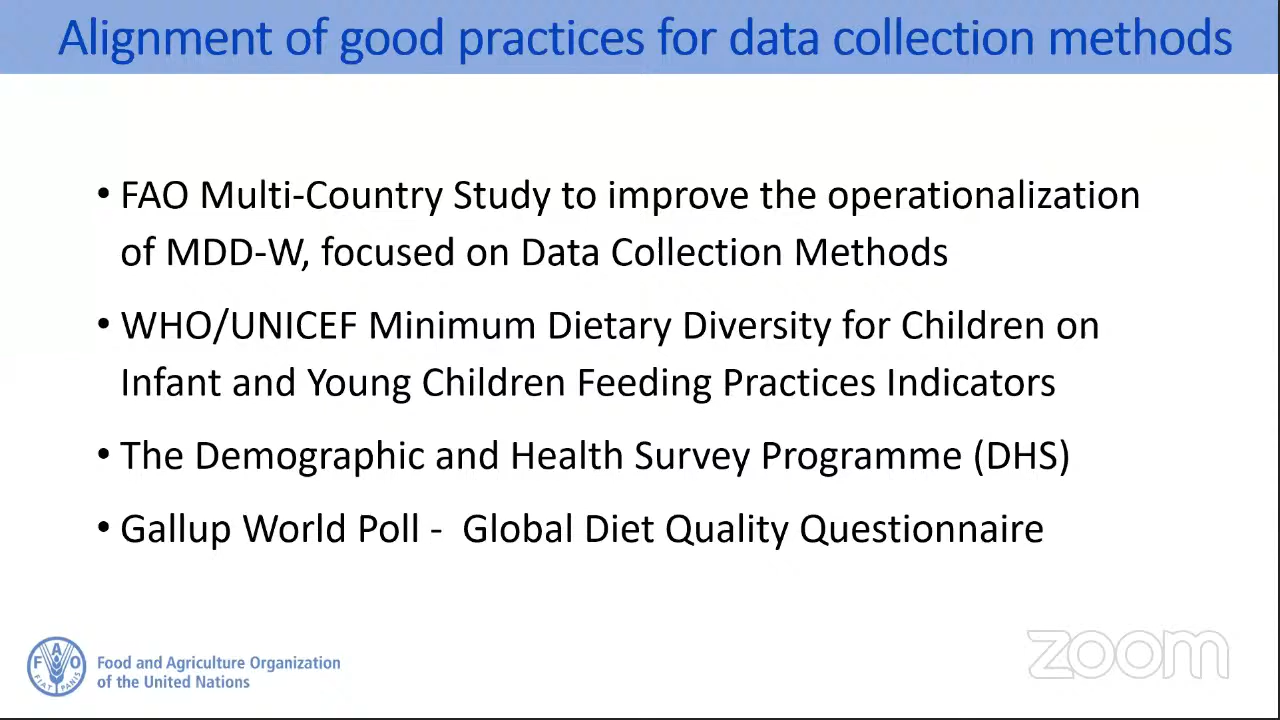 Alignment of good practices for data collection methods
• FAO Multi-Country Study to improve the operationalization
of MDD-W, focused on Data Collection Methods
• WHO/UNICEF Minimum Dietary Diversity for Children on
Infant and Young Children Feeding Practices Indicators
• The Demographic and Health Survey Programme (DHS)
• Gallup World Poll -  Global Diet Quality Questionnaire
F A O
FIAT PANIS
Food and Agriculture Organization
of the United Nations
zoom